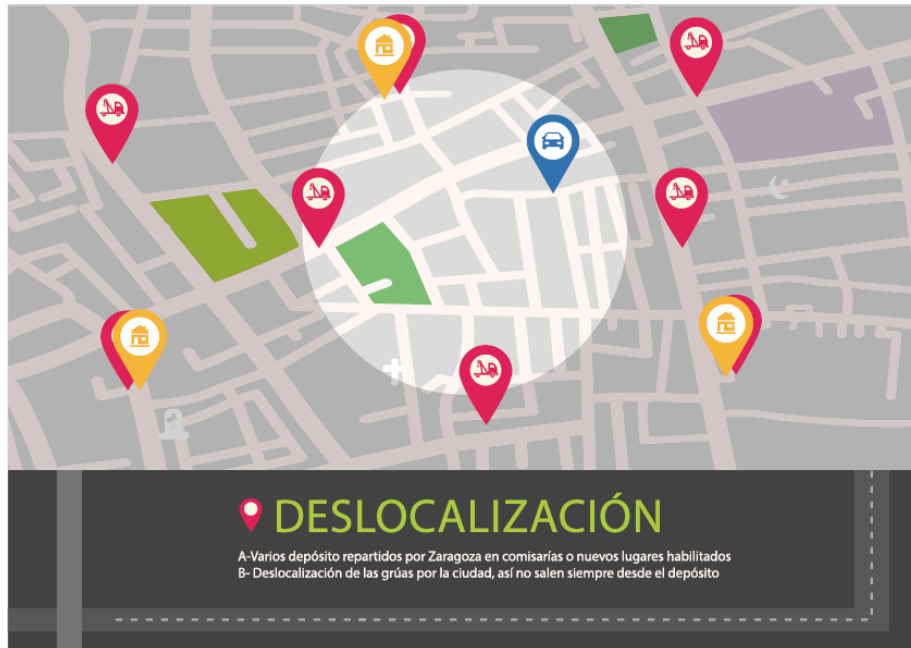 DESLOCALIZACIÓN
A-Varios depósito repartidos por Zaragoza en comisarías o nuevos lugares habilitados
B- Deslocalización de las grúas por la ciudad, así no salen siempre desde el depósito